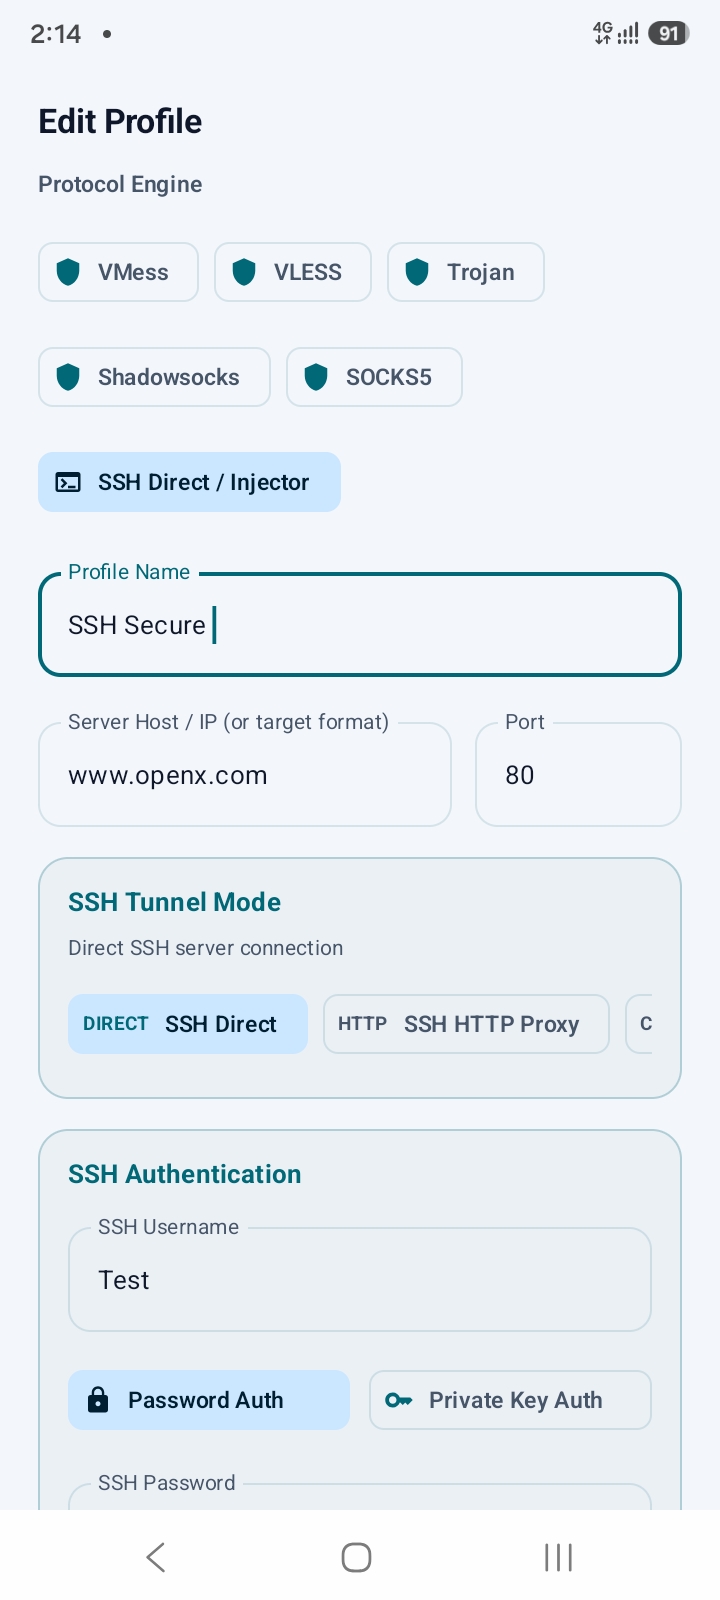 2:14
4G
91
Edit Profile
Protocol Engine
VMess VLESS Trojan
Shadowsocks SOCKS5
SSH Direct / Injector
Profile Name
SSH Secure
Server Host / IP (or target format) Port
www.openx.com 80
SSH Tunnel Mode
Direct SSH server connection
DIRECT SSH Direct HTTP SSH HTTP Proxy C
SSH Authentication
SSH Username
Test
Password Auth Private Key Auth
SSH Password